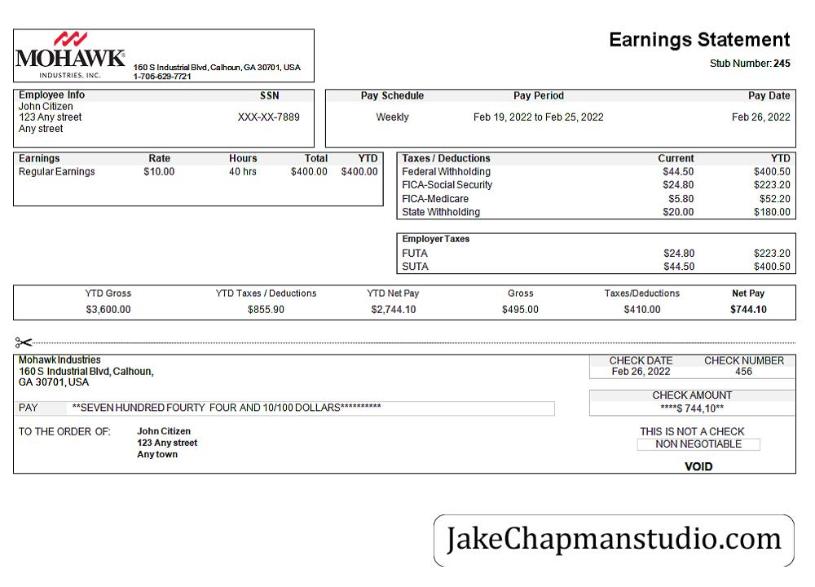 MOHAWK
INDUSTRIES, INC.
160 S Industrial Blvd, Calhoun, GA 30701, USA
1-706-629-7721
Earnings Statement
Stub Number: 245
Employee Info SSN
John Citizen
123 Any street XXX-XX-7889
Any street
Pay Schedule Pay Period Pay Date
Weekly Feb 19, 2022 to Feb 25, 2022 Feb 26, 2022
Earnings Rate Hours Total YTD
Regular Earnings $10.00 40 hrs $400.00 $400.00
Taxes / Deductions Current YTD
Federal Withholding $44.50 $400.50
FICA-Social Security $24.80 $223.20
FICA-Medicare $5.80 $52.20
State Withholding $20.00 $180.00
Employer Taxes
FUTA $24.80 $223.20
SUTA $44.50 $400.50
YTD Gross YTD Taxes / Deductions YTD Net Pay Gross Taxes/Deductions Net Pay
$3,600.00 $855.90 $2,744.10 $495.00 $410.00 $744.10
Mohawk Industries
160 S Industrial Blvd, Calhoun,
GA 30701, USA
CHECK DATE CHECK NUMBER
Feb 26, 2022 456
CHECK AMOUNT
****$ 744,10**
PAY **SEVEN HUNDRED FOURTY FOUR AND 10/100 DOLLARS**********
TO THE ORDER OF: John Citizen
123 Any street
Any town
THIS IS NOT A CHECK
NON NEGOTIABLE
VOID
JakeChapmanstudio.com